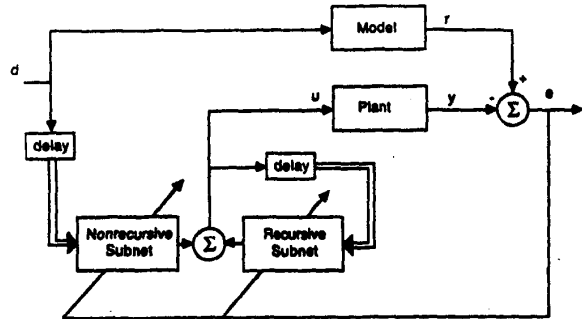 Model
r
d
+
u
Plant
y
-
Σ
e
delay
delay
Nonrecursive
Subnet
Σ
Recursive
Subnet